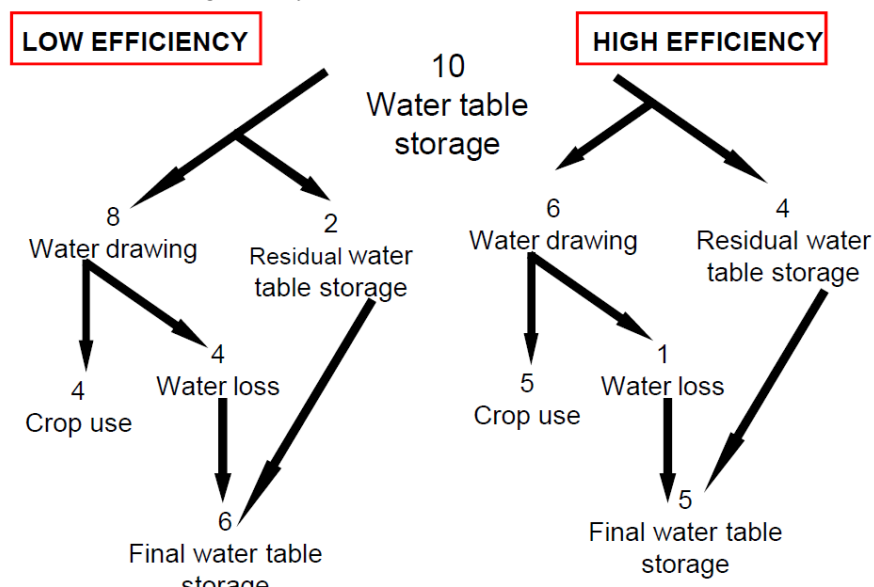 LOW EFFICIENCY
HIGH EFFICIENCY
10
Water table
storage
8
Water drawing
2
Residual water
table storage
6
Water drawing
4
Residual water
table storage
4
Crop use
4
Water loss
5
Crop use
1
Water loss
6
Final water table
storage
5
Final water table
storage